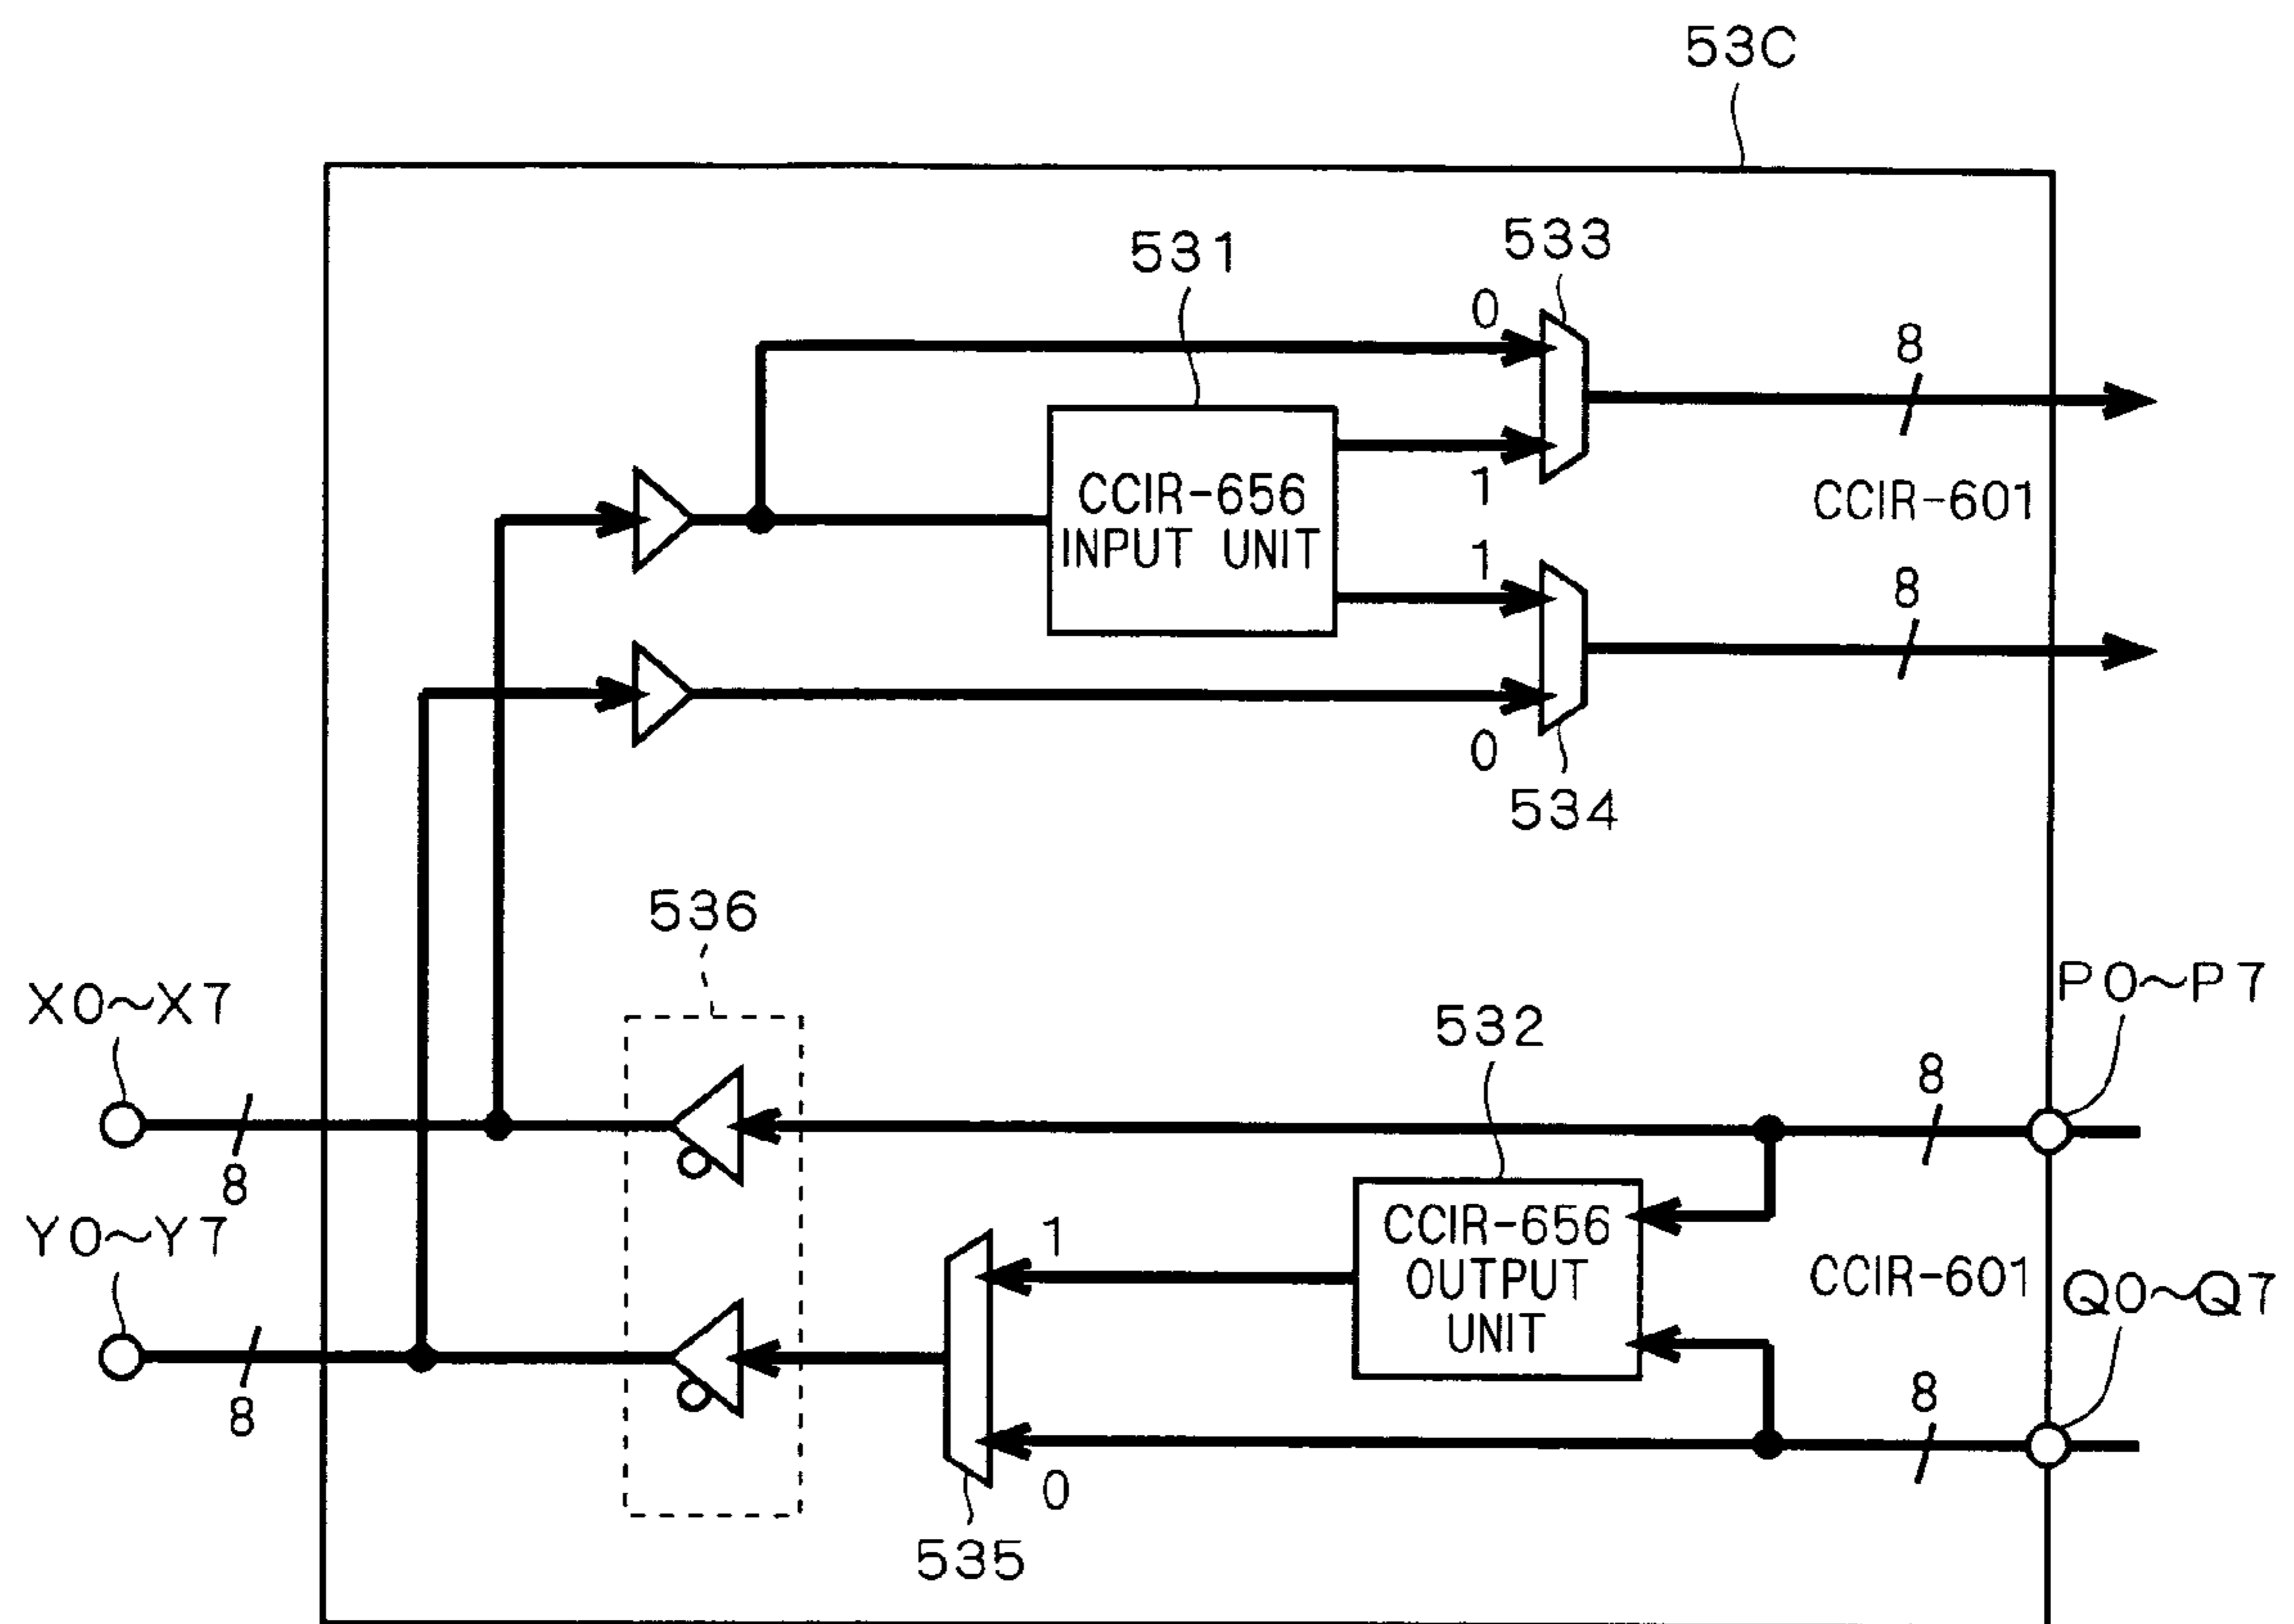 53C
531
533
0
8
1
CCIR-656
INPUT UNIT
CCIR-601
1
8
0
534
536
X0~X7
P0~P7
532
8
8
Y0~Y7
1
CCIR-656
OUTPUT
UNIT
CCIR-601
Q0~Q7
8
8
0
535